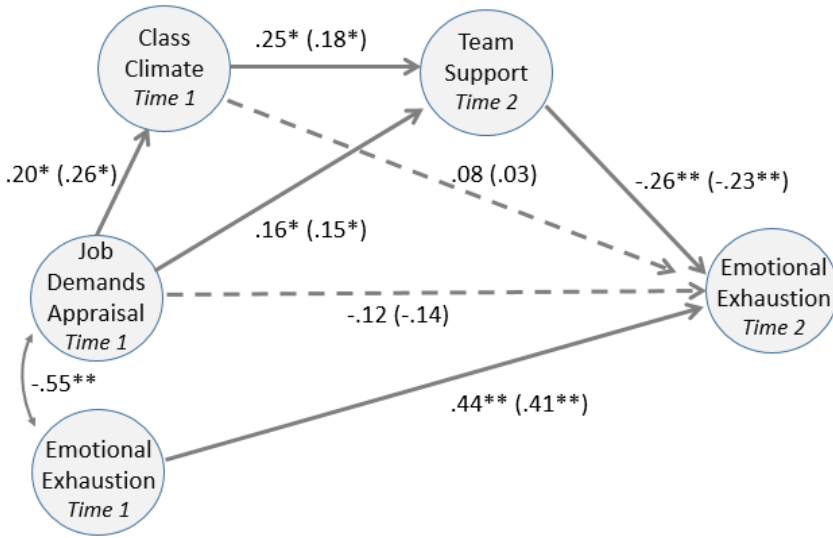 Class
Climate
Time 1
.25* (.18*)
Team
Support
Time 2
.20* (.26*)
.08 (.03)
-.26** (-.23**)
.16* (.15*)
Job
Demands
Appraisal
Time 1
Emotional
Exhaustion
Time 2
-.12 (-.14)
-.55**
.44** (.41**)
Emotional
Exhaustion
Time 1